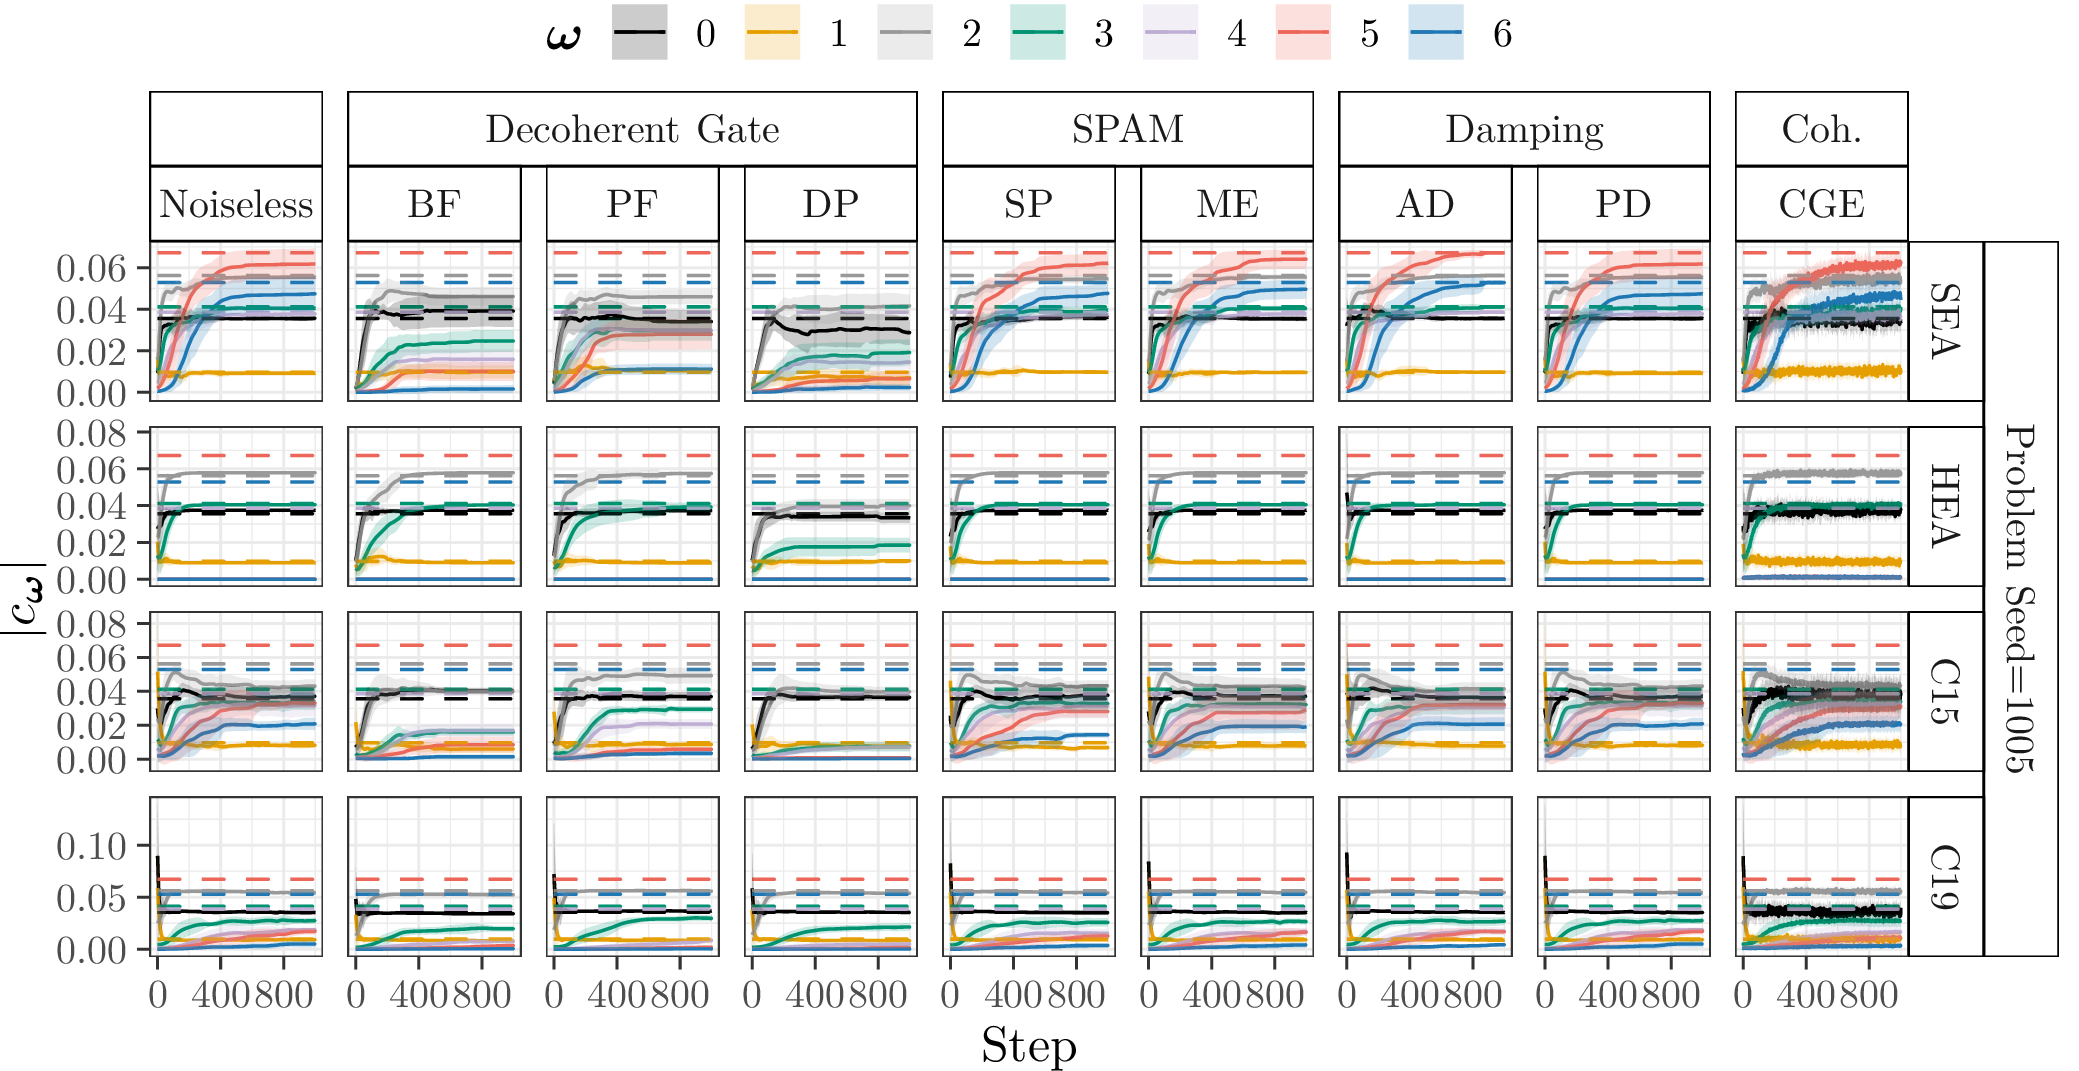 ω 0 1 2 3 4 5 6
Decoherent Gate SPAM Damping Coh.
Noiseless BF PF DP SP ME AD PD CGE
0.06
0.04
0.02
0.00
SEA
0.08
0.06
0.04
0.02
0.00
HEA
0.08
0.06
0.04
0.02
0.00
C15
0.10
0.05
0.00
C19
Problem Seed=1005
|cω|
0 400 800 0 400 800 0 400 800 0 400 800 0 400 800 0 400 800 0 400 800 0 400 800 0 400 800
Step